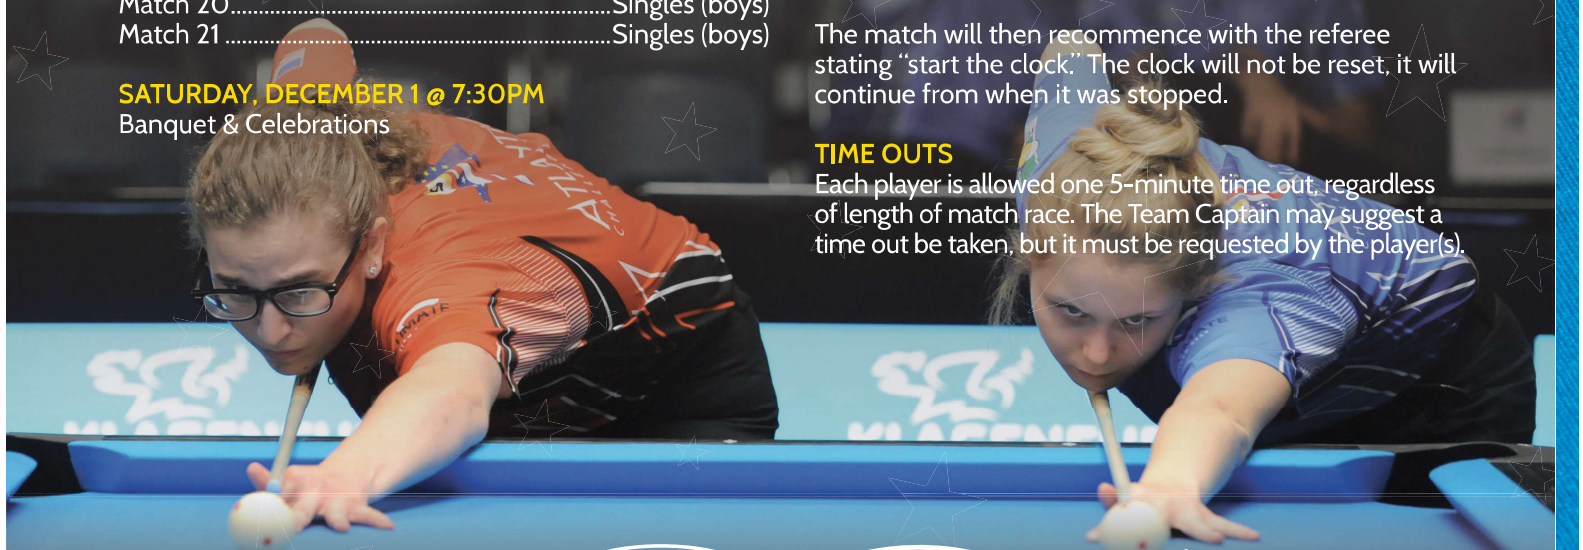 Match 20..................................................................................Singles (boys)
Match 21 ..................................................................................Singles (boys)
SATURDAY, DECEMBER 1 @ 7:30PM
Banquet & Celebrations
The match will then recommence with the referee
stating “start the clock.” The clock will not be reset, it will
continue from when it was stopped.
TIME OUTS
Each player is allowed one 5-minute time out, regardless
of length of match race. The Team Captain may suggest a
time out be taken, but it must be requested by the player(s).